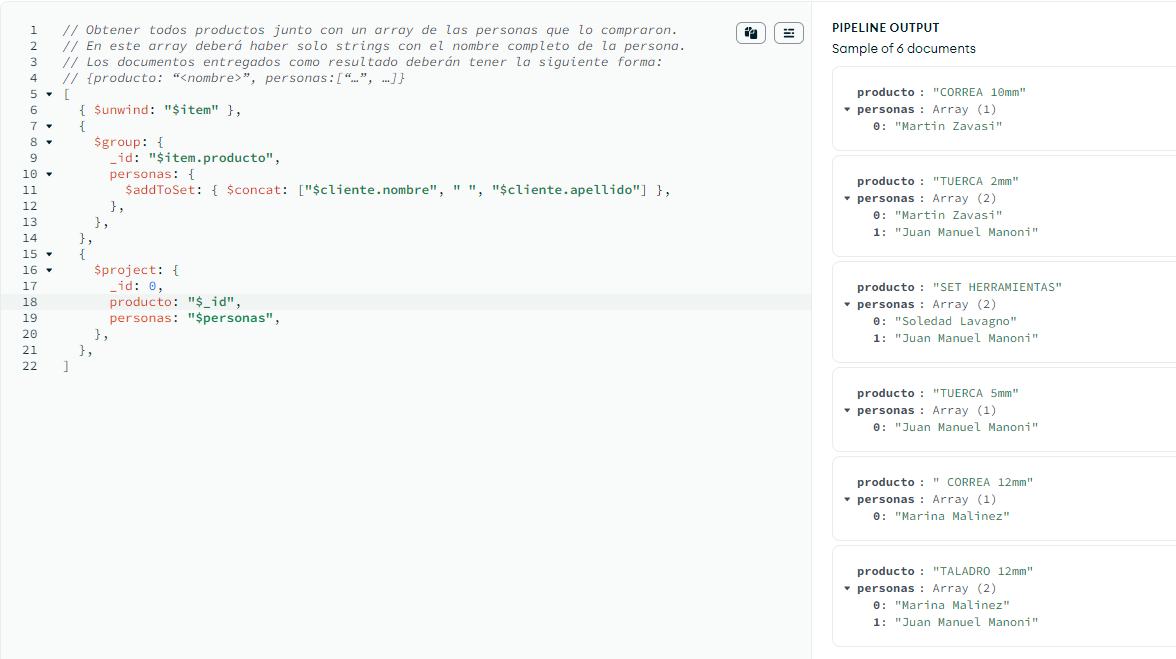 1 // Obtener todos productos junto con un array de las personas que lo compraron.
2 // En este array deberá haber solo strings con el nombre completo de la persona.
3 // Los documentos entregados como resultado deberán tener la siguiente forma:
4 // {producto: “<nombre>”, personas:[“…”, …]}
5 [
6 { $unwind: "$item" },
7 {
8 $group: {
9 _id: "$item.producto",
10 personas: {
11 $addToSet: { $concat: ["$cliente.nombre", " ", "$cliente.apellido"] },
12 },
13 },
14 },
15 {
16 $project: {
17 _id: 0,
18 producto: "$_id",
19 personas: "$personas",
20 },
21 },
22 ]
PIPELINE OUTPUT
Sample of 6 documents
producto : "CORREA 10mm"
personas : Array (1)
0: "Martin Zavasi"
producto : "TUERCA 2mm"
personas : Array (2)
0: "Martin Zavasi"
1: "Juan Manuel Manoni"
producto : "SET HERRAMIENTAS"
personas : Array (2)
0: "Soledad Lavagno"
1: "Juan Manuel Manoni"
producto : "TUERCA 5mm"
personas : Array (1)
0: "Juan Manuel Manoni"
producto : " CORREA 12mm"
personas : Array (1)
0: "Marina Malinez"
producto : "TALADRO 12mm"
personas : Array (2)
0: "Marina Malinez"
1: "Juan Manuel Manoni"